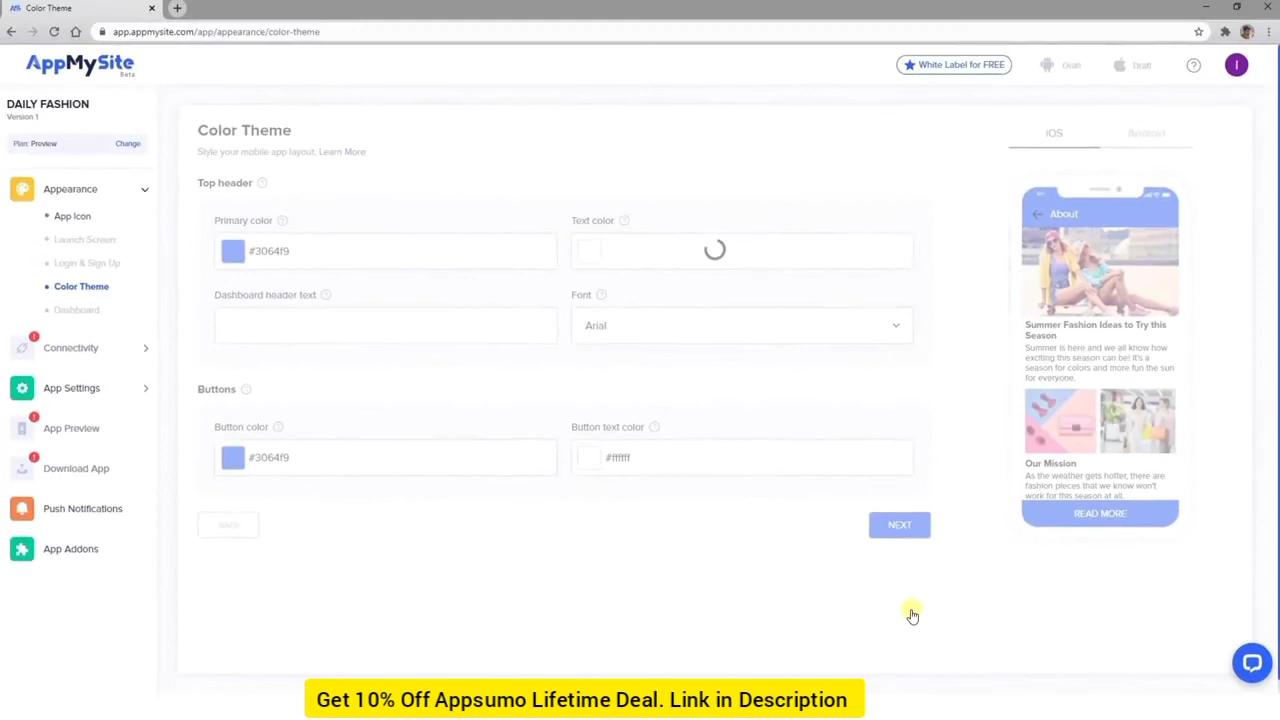 Color Theme
app.appmysite.com/app/appearance/color-theme
AppMySite
Beta
White Label for FREE
Draft
I
DAILY FASHION
Version 1
Plan: Preview
Change
Appearance
App Icon
Launch Screen
Login & Sign Up
Color Theme
Dashboard
Connectivity
App Settings
App Preview
Download App
Push Notifications
App Addons
Color Theme
Style your mobile app layout. Learn More
Top header
Primary color
Text color
#3064f9
Dashboard header text
Font
Arial
Buttons
Button color
Button text color
#3064f9
#ffffff
NEXT
iOS
Android
About
Summer Fashion Ideas to Try this
Season
Summer is here and we all know how
exciting this season can be! It's a
season for colors and more fun the sun
for everyone.
Our Mission
As the weather gets hotter, there are
fashion pieces that we know won't
work for this season at all.
READ MORE
Get 10% Off Appsumo Lifetime Deal. Link in Description